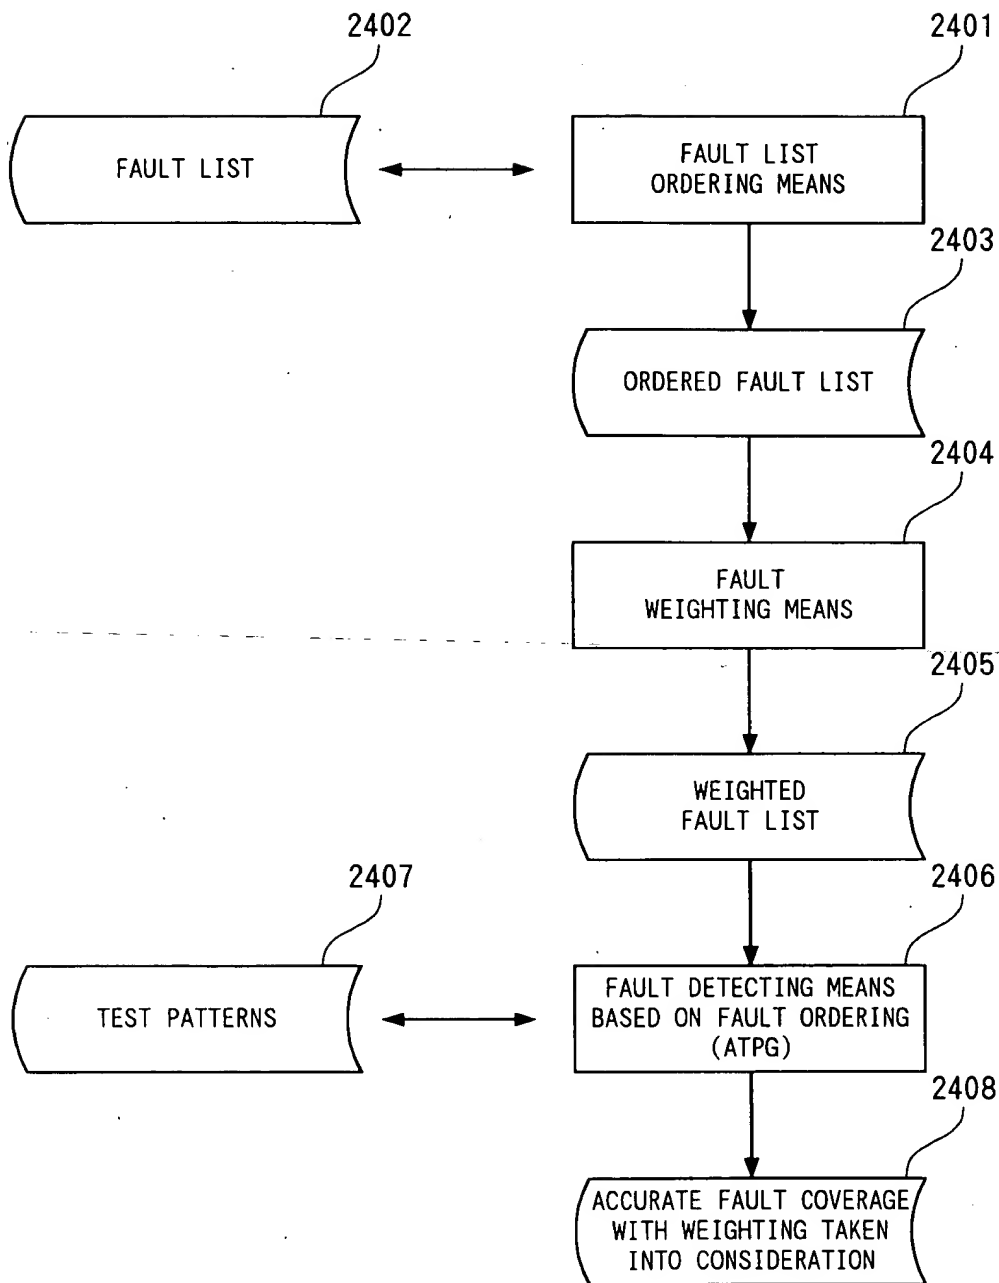 2402
2401
FAULT LIST
FAULT LIST
ORDERING MEANS
2403
ORDERED FAULT LIST
2404
FAULT
WEIGHTING MEANS
2405
WEIGHTED
FAULT LIST
2407
2406
TEST PATTERNS
FAULT DETECTING MEANS
BASED ON FAULT ORDERING
(ATPG)
2408
ACCURATE FAULT COVERAGE
WITH WEIGHTING TAKEN
INTO CONSIDERATION